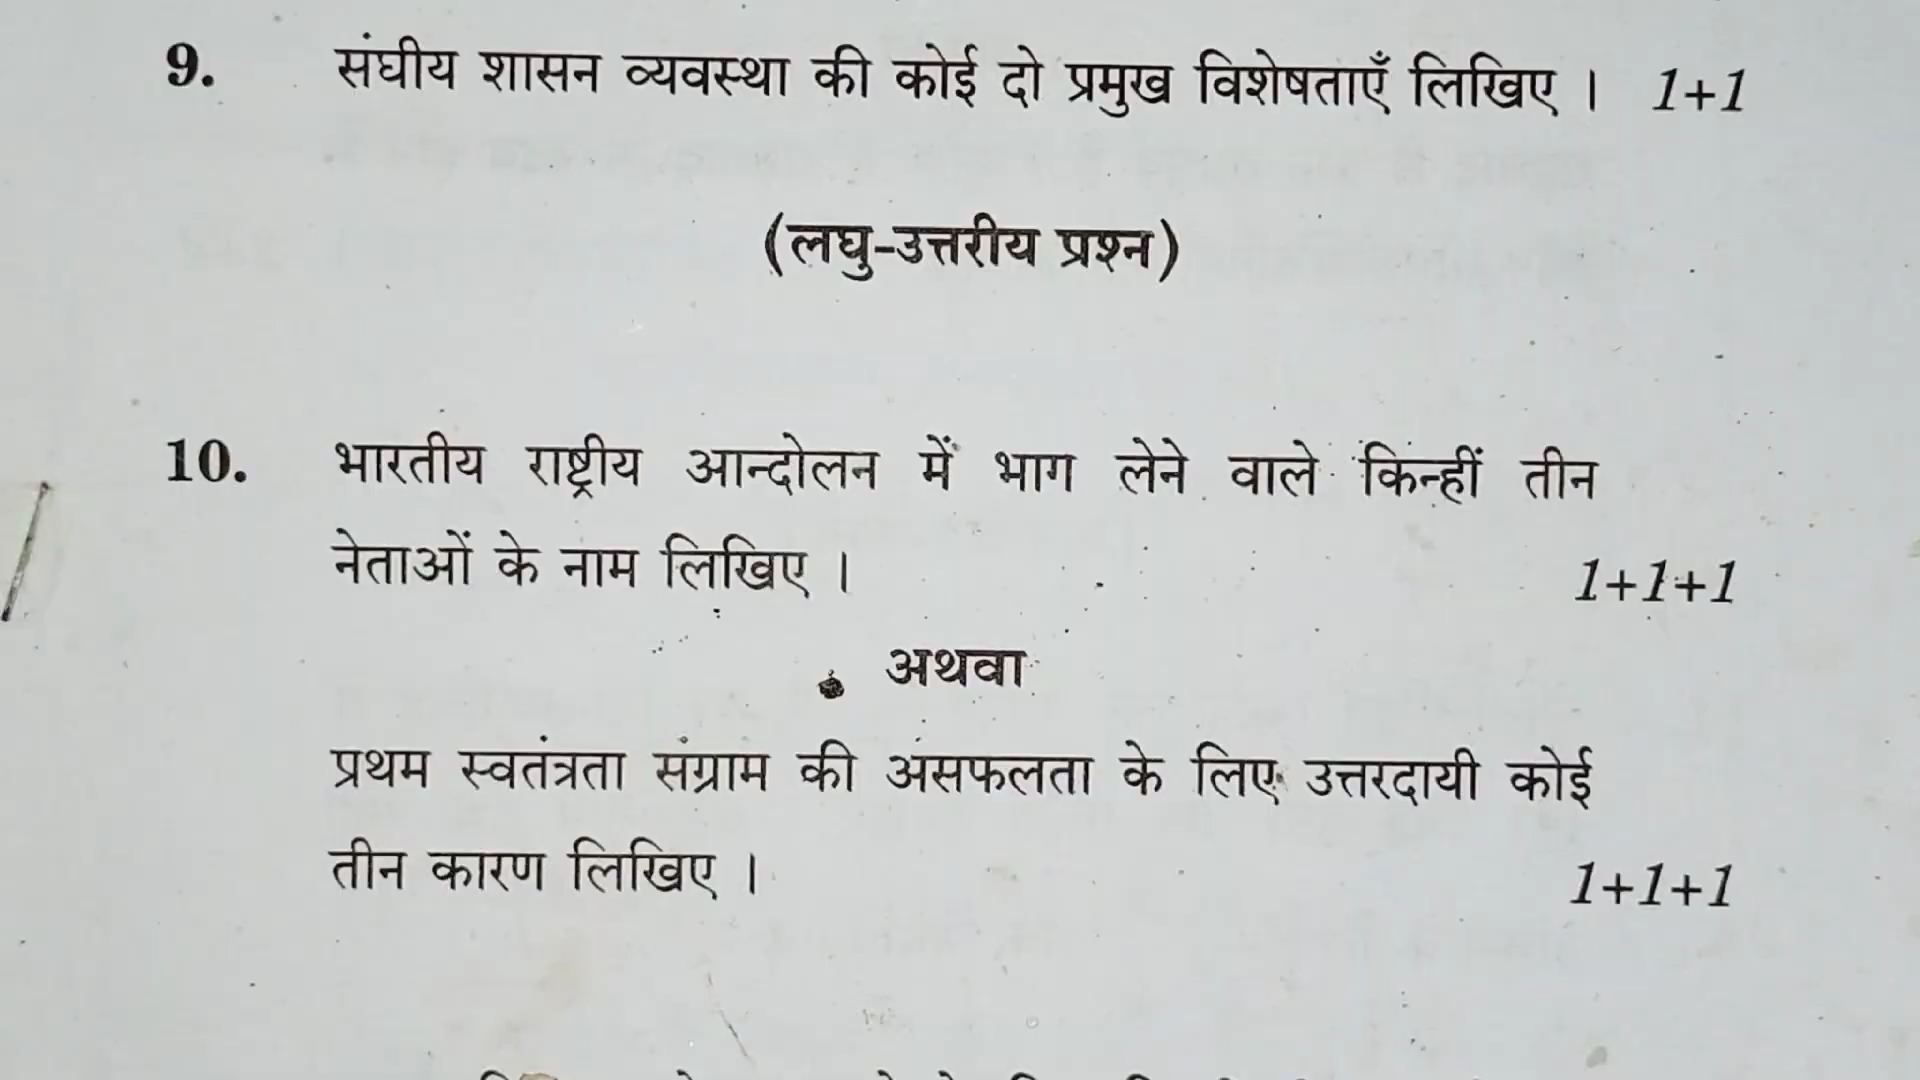 9. संघीय शासन व्यवस्था की कोई दो प्रमुख विशेषताएँ लिखिए । 1+1
(लघु-उत्तरीय प्रश्न)
10. भारतीय राष्ट्रीय आन्दोलन में भाग लेने वाले किन्हीं तीन
नेताओं के नाम लिखिए । 1+1+1
अथवा
प्रथम स्वतंत्रता संग्राम की असफलता के लिए उत्तरदायी कोई
तीन कारण लिखिए । 1+1+1